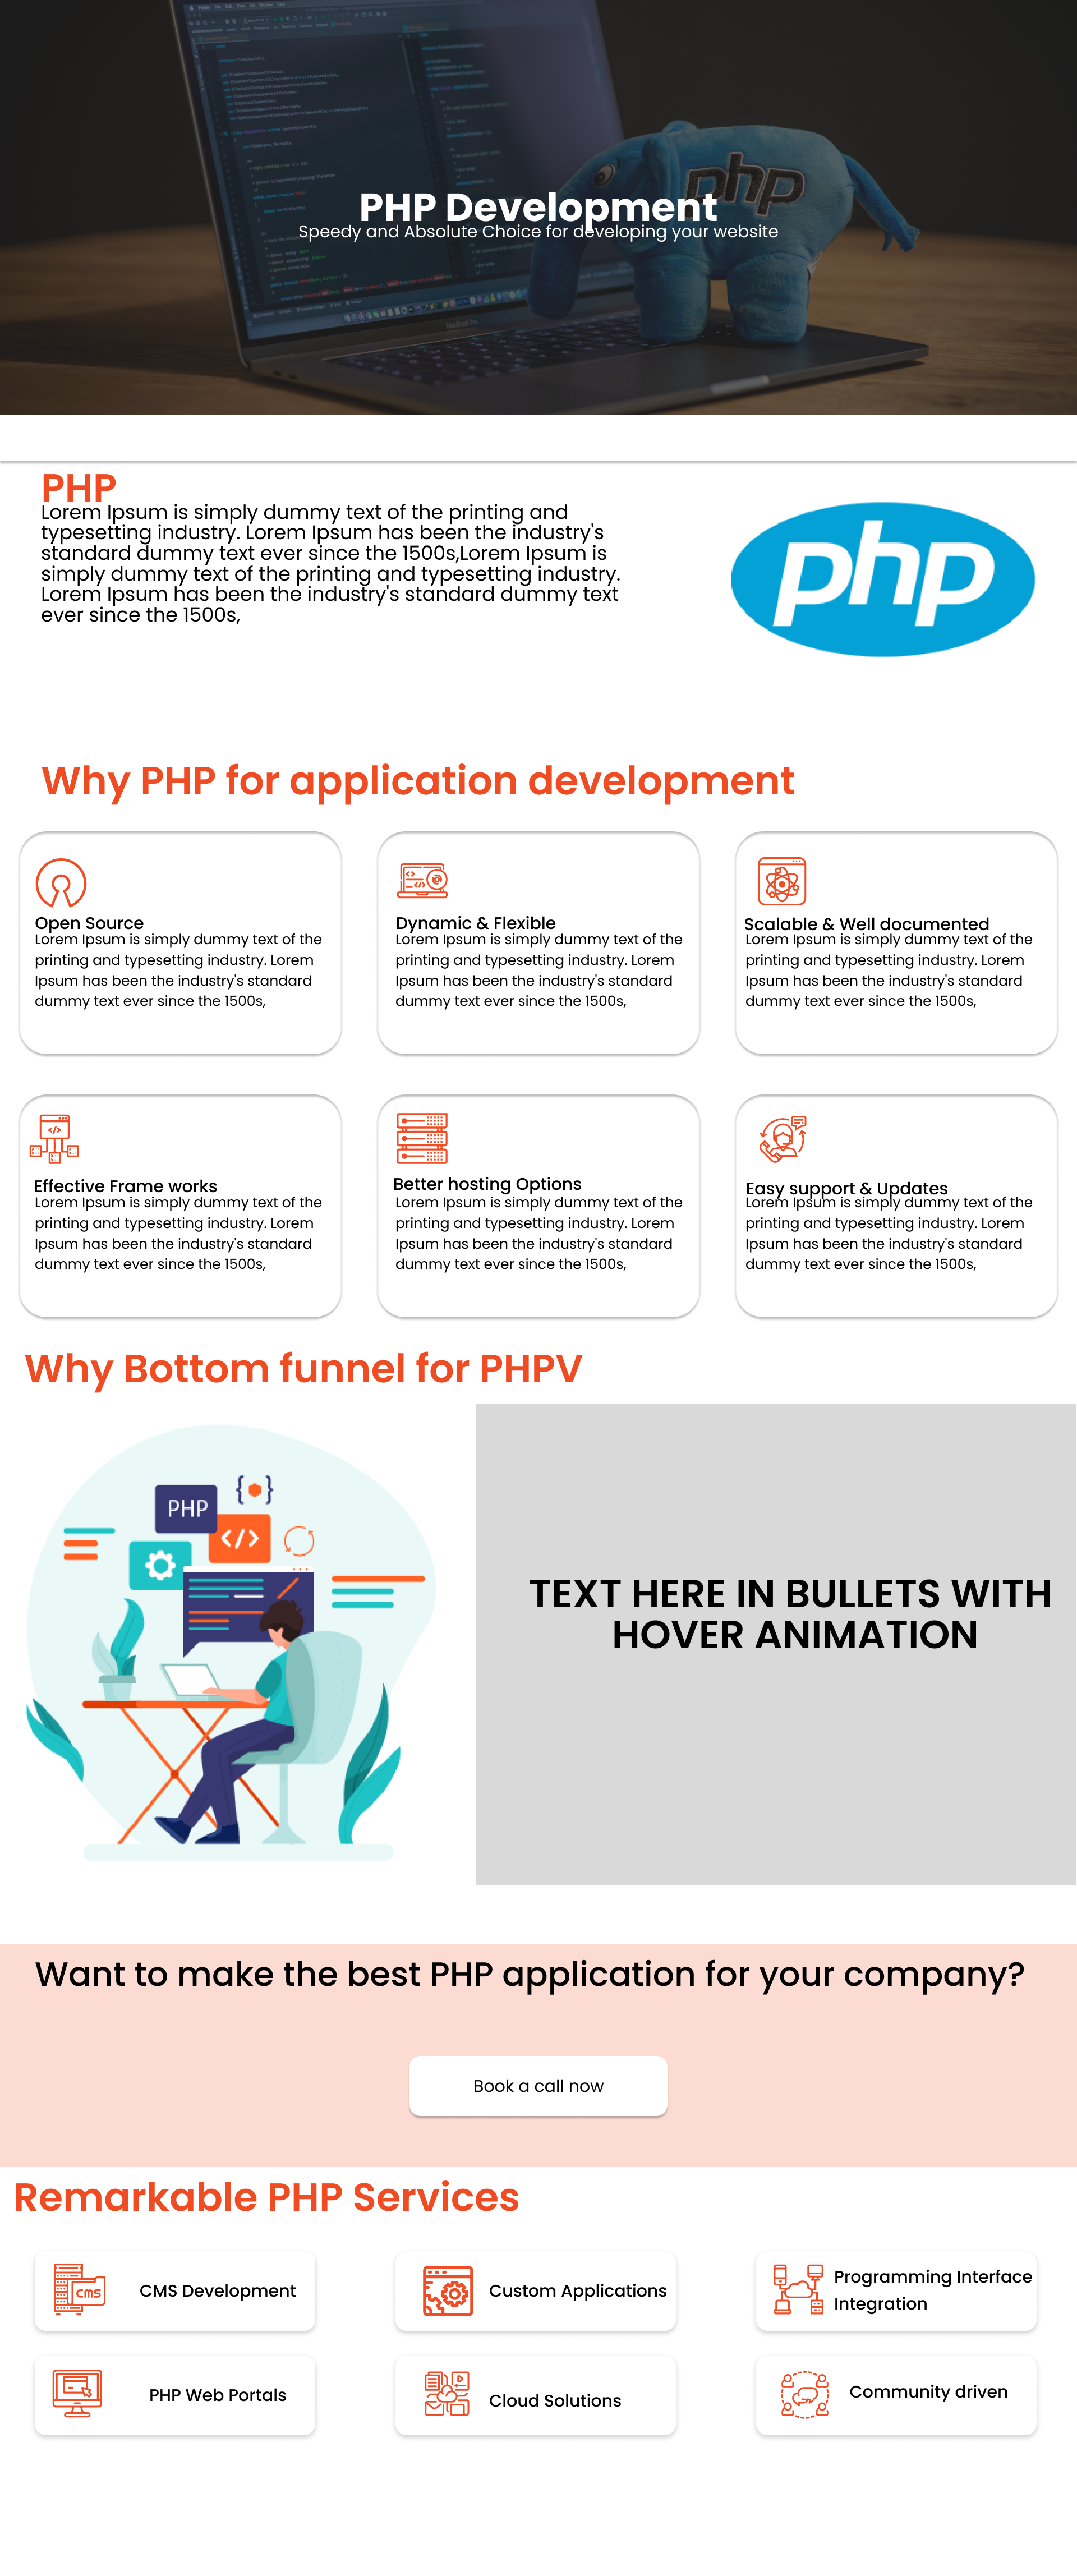 php
PHP Development
Speedy and Absolute Choice for developing your website
PHP
Lorem Ipsum is simply dummy text of the printing and
typesetting industry. Lorem Ipsum has been the industry's
standard dummy text ever since the 1500s,Lorem Ipsum is
simply dummy text of the printing and typesetting industry.
Lorem Ipsum has been the industry's standard dummy text
ever since the 1500s,
php
Why PHP for application development
Open Source
Lorem Ipsum is simply dummy text of the
printing and typesetting industry. Lorem
Ipsum has been the industry's standard
dummy text ever since the 1500s,
Dynamic & Flexible
Lorem Ipsum is simply dummy text of the
printing and typesetting industry. Lorem
Ipsum has been the industry's standard
dummy text ever since the 1500s,
Scalable & Well documented
Lorem Ipsum is simply dummy text of the
printing and typesetting industry. Lorem
Ipsum has been the industry's standard
dummy text ever since the 1500s,
Effective Frame works
Lorem Ipsum is simply dummy text of the
printing and typesetting industry. Lorem
Ipsum has been the industry's standard
dummy text ever since the 1500s,
Better hosting Options
Lorem Ipsum is simply dummy text of the
printing and typesetting industry. Lorem
Ipsum has been the industry's standard
dummy text ever since the 1500s,
Easy support & Updates
Lorem Ipsum is simply dummy text of the
printing and typesetting industry. Lorem
Ipsum has been the industry's standard
dummy text ever since the 1500s,
Why Bottom funnel for PHPV
PHP
</>
TEXT HERE IN BULLETS WITH
HOVER ANIMATION
Want to make the best PHP application for your company?
Book a call now
Remarkable PHP Services
CMS
CMS Development
Custom Applications
Programming Interface
Integration
PHP Web Portals
Cloud Solutions
Community driven